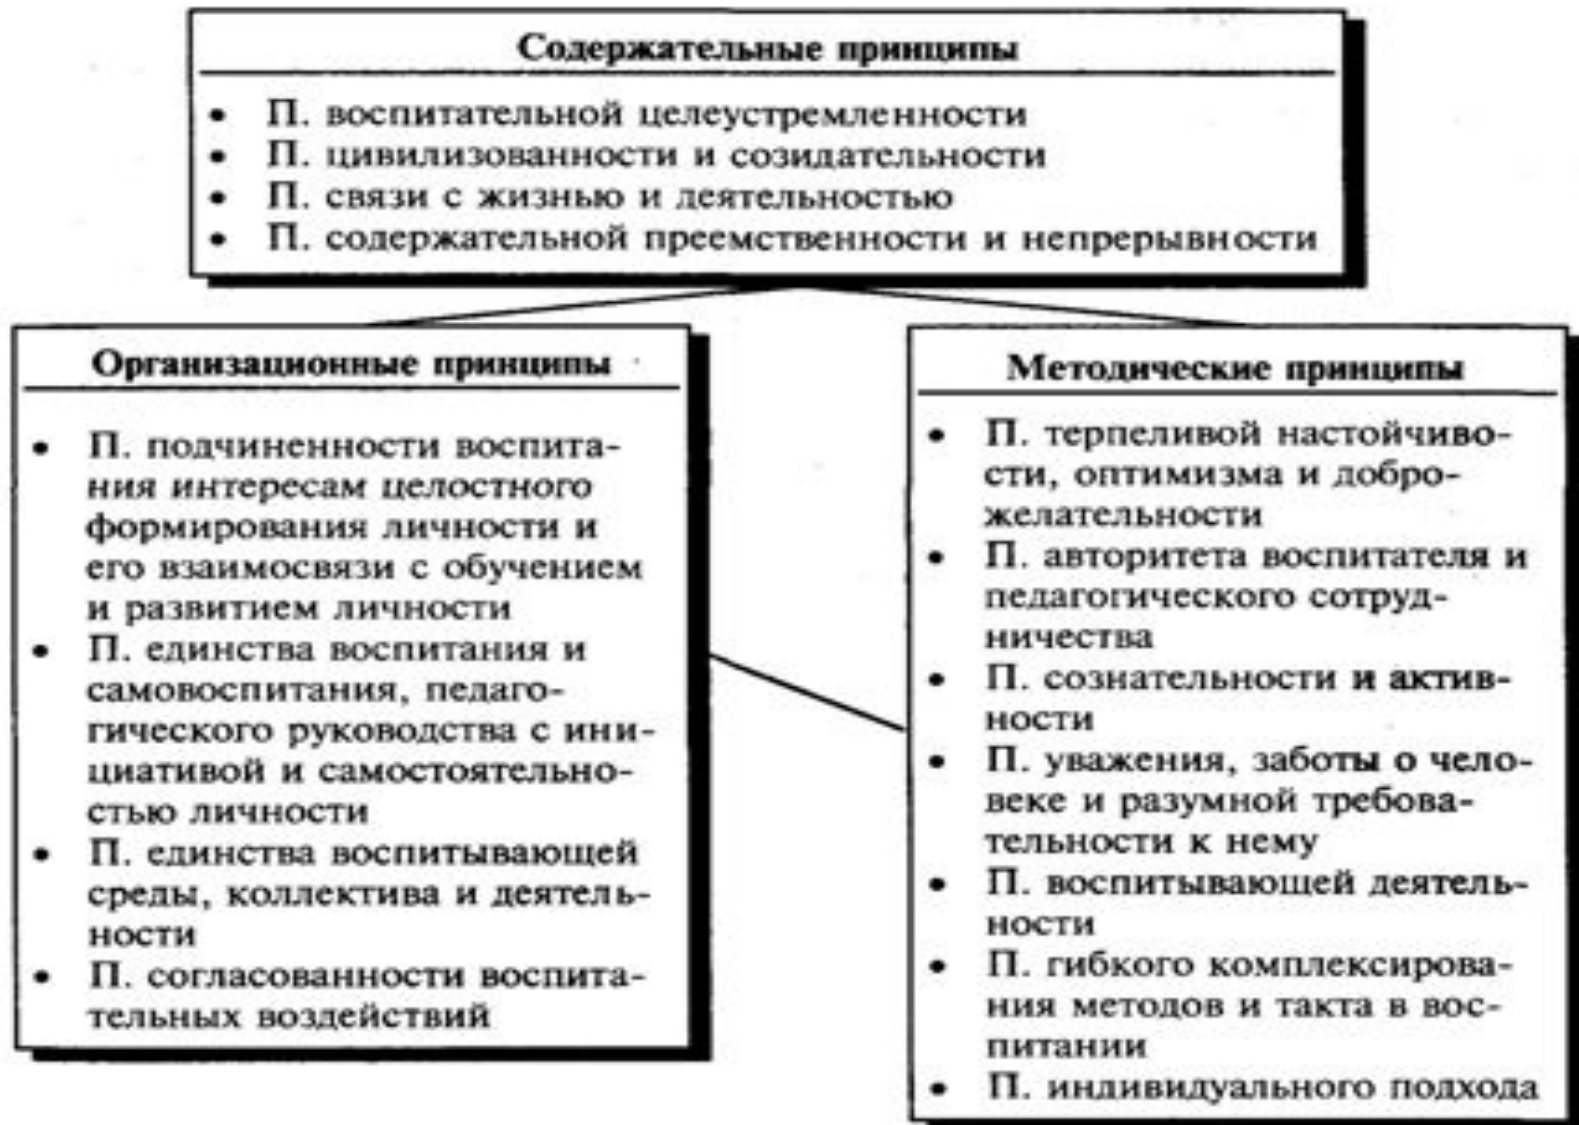 Содержательные принципы
• П. воспитательной целеустремленности
• П. цивилизованности и созидательности
• П. связи с жизнью и деятельностью
• П. содержательной преемственности и непрерывности
Организационные принципы
• П. подчиненности воспита-
ния интересам целостного
формирования личности и
его взаимосвязи с обучением
и развитием личности
• П. единства воспитания и
самовоспитания, педаго-
гического руководства с ини-
циативой и самостоятельно-
стью личности
• П. единства воспитывающей
среды, коллектива и деятель-
ности
• П. согласованности воспита-
тельных воздействий
Методические принципы
• П. терпеливой настойчиво-
сти, оптимизма и добро-
желательности
• П. авторитета воспитателя и
педагогического сотруд-
ничества
• П. сознательности и актив-
ности
• П. уважения, заботы о чело-
веке и разумной требова-
тельности к нему
• П. воспитывающей деятель-
ности
• П. гибкого комплексирова-
ния методов и такта в вос-
питании
• П. индивидуального подхода